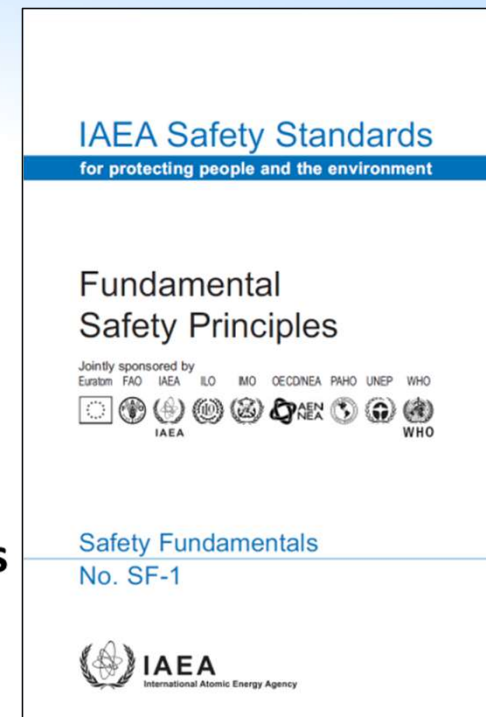 IAEA Safety Standards
for protecting people and the environment
Fundamental
Safety Principles
Jointly sponsored by
Euratom FAO IAEA ILO IMO OECD/NEA PAHO UNEP WHO
IAEA AEN NEA WHO
s
Safety Fundamentals
No. SF-1
IAEA
International Atomic Energy Agency